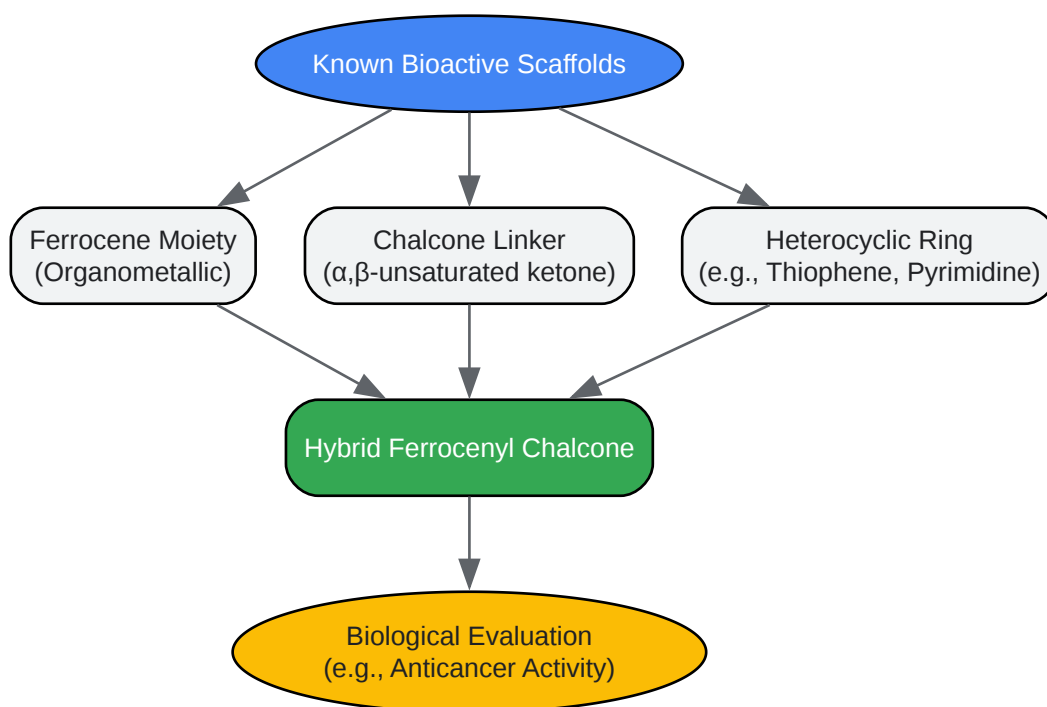 Known Bioactive Scaffolds
Ferrocene Moiety
(Organometallic)
Chalcone Linker
(α,β-unsaturated ketone)
Heterocyclic Ring
(e.g., Thiophene, Pyrimidine)
Hybrid Ferrocenyl Chalcone
Biological Evaluation
(e.g., Anticancer Activity)